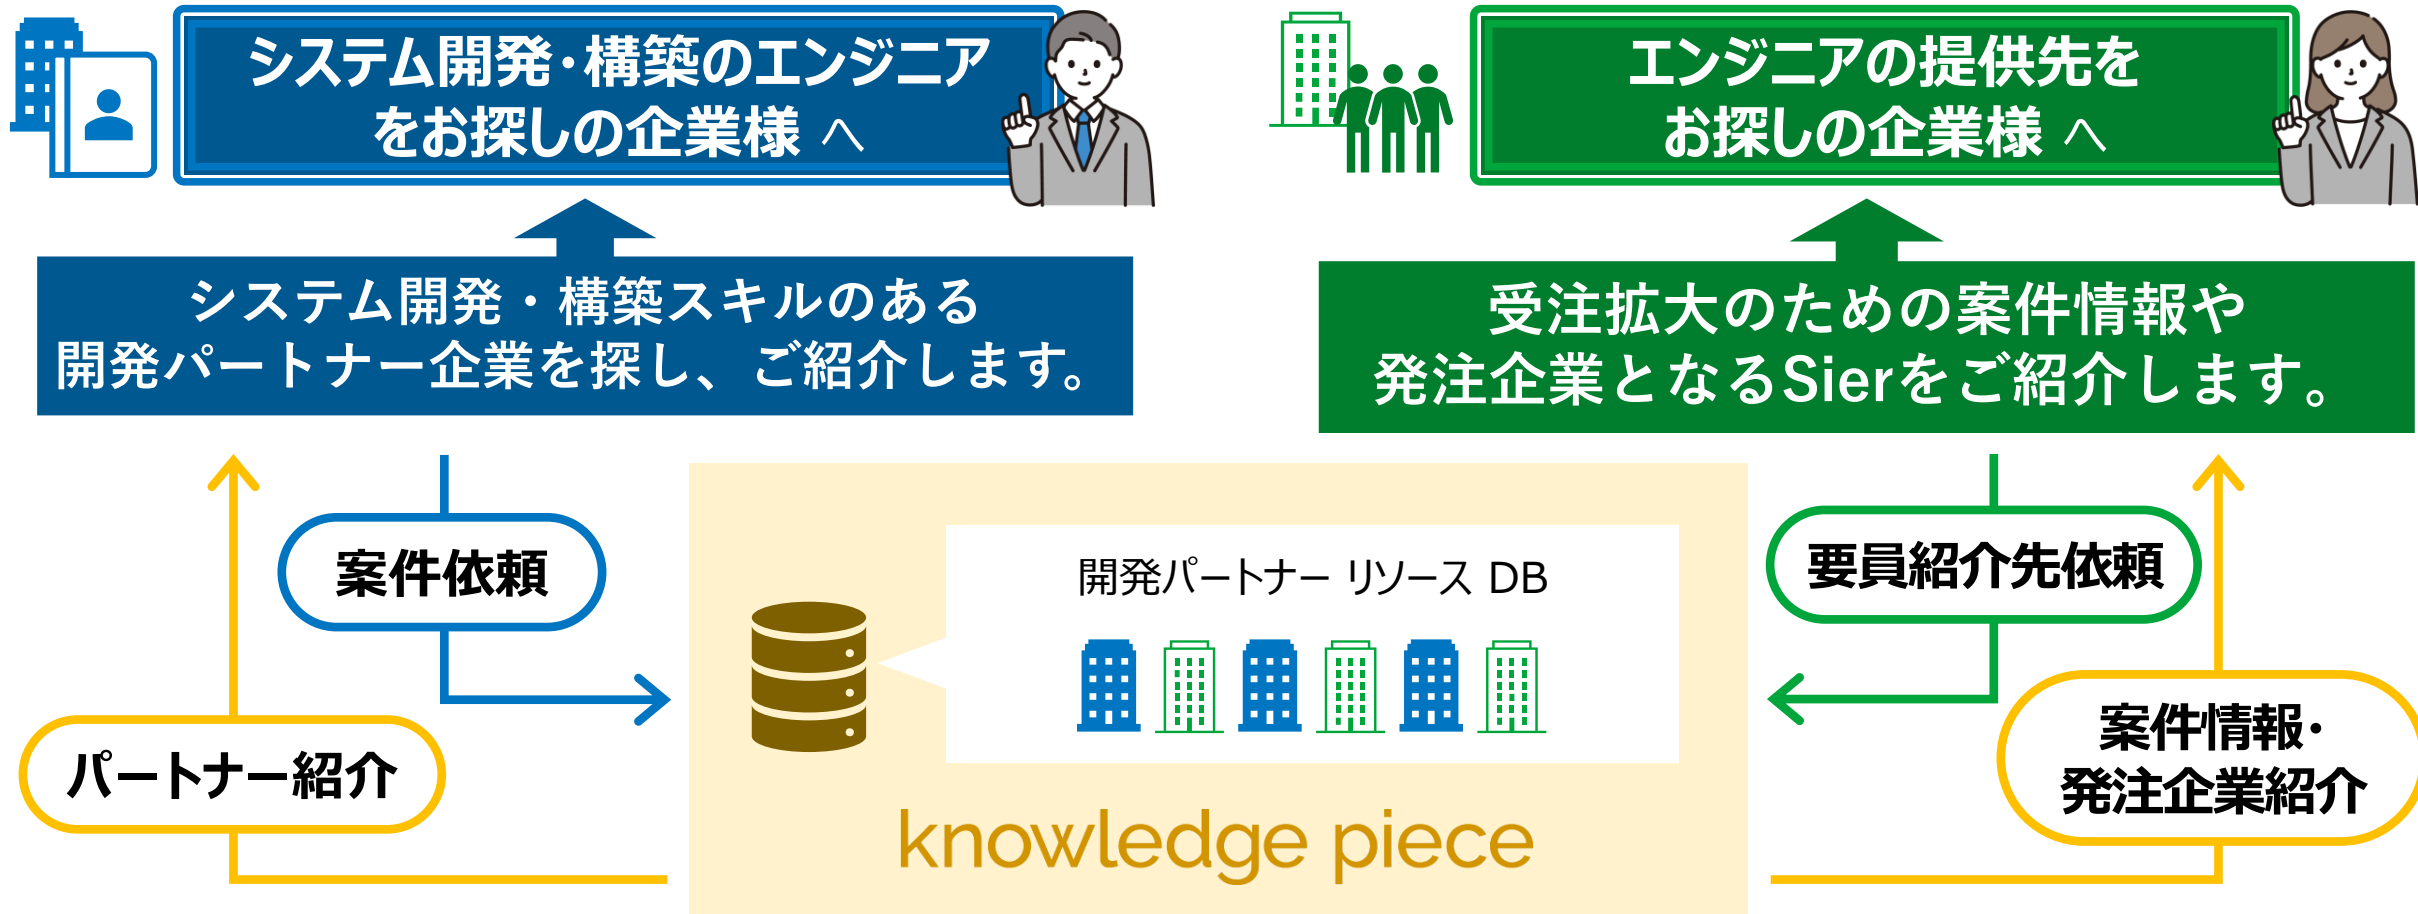 システム開発・構築のエンジニア
をお探しの企業様 へ
エンジニアの提供先を
お探しの企業様 へ
システム開発・構築スキルのある
開発パートナー企業を探し、ご紹介します。
受注拡大のための案件情報や
発注企業となるSierをご紹介します。
案件依頼
パートナー紹介
開発パートナー リソース DB
knowledge piece
要員紹介先依頼
案件情報・
発注企業紹介